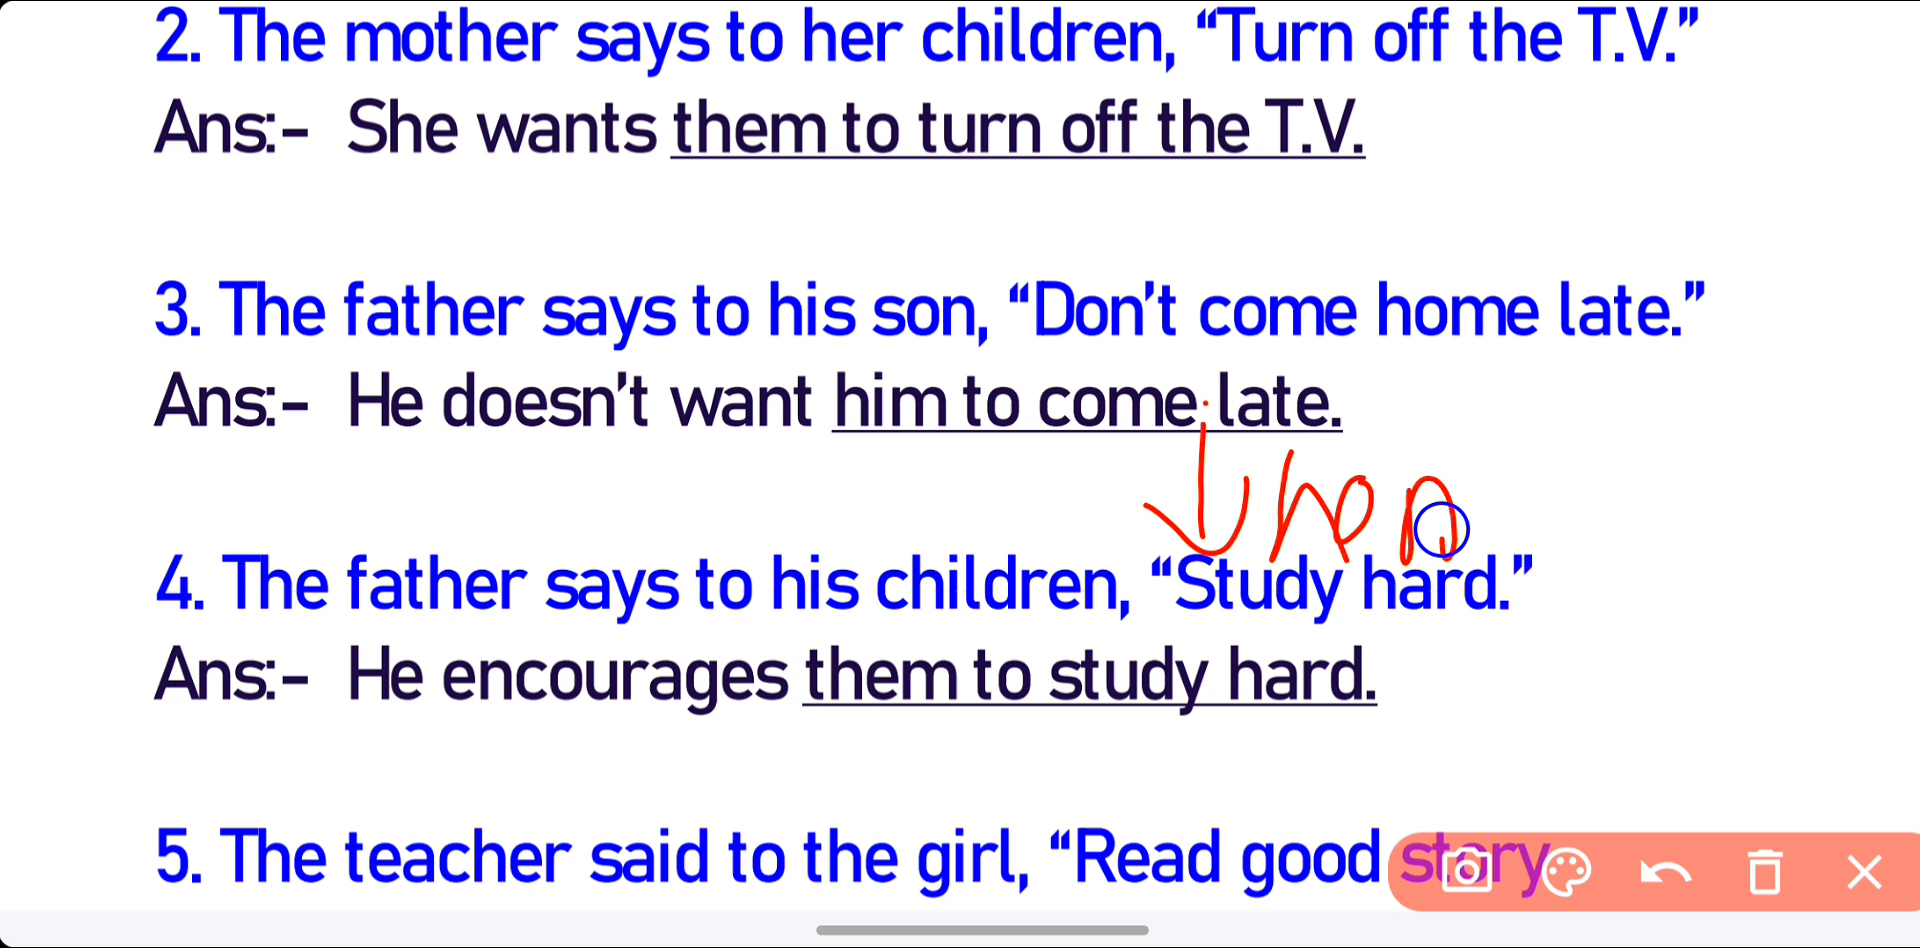 2. The mother says to her children, “Turn off the T.V.”
Ans:- She wants them to turn off the T.V.
3. The father says to his son, “Don't come home late.”
Ans:- He doesn't want him to come late.
4. The father says to his children, “Study hard.”
Ans:- He encourages them to study hard.
5. The teacher said to the girl, “Read good story